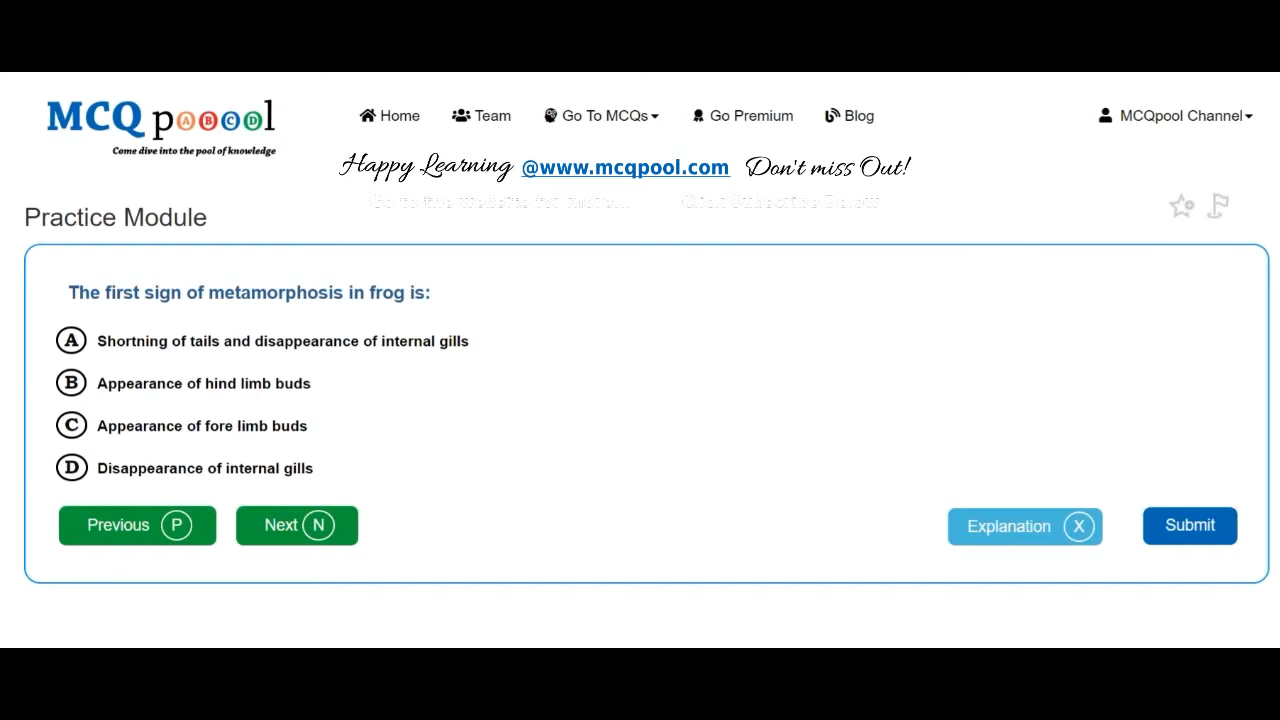 MCQ pooool
Come dive into the pool of knowledge
Home Team Go To MCQs Go Premium Blog MCQpool Channel
Happy Learning @www.mcqpool.com Don't miss Out!
Practice Module
The first sign of metamorphosis in frog is:
A Shortning of tails and disappearance of internal gills
B Appearance of hind limb buds
C Appearance of fore limb buds
D Disappearance of internal gills
Previous P Next N Explanation X Submit